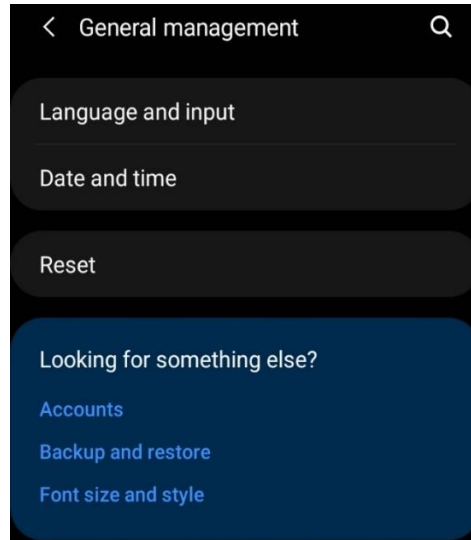 General management
Language and input
Date and time
Reset
Looking for something else?
Accounts
Backup and restore
Font size and style